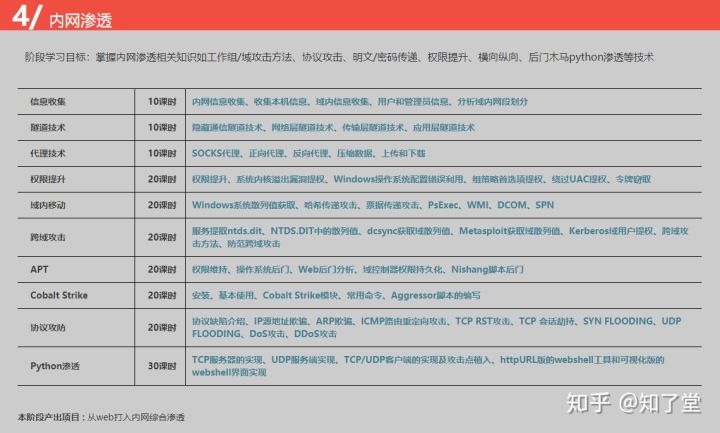 4/ 内网渗透
阶段学习目标：掌握内网渗透相关知识如工作组/域攻击方法、协议攻击、明文/密码传递、权限提升、横向纵向、后门木马python渗透等技术
信息收集 10课时 内网信息收集、收集本机信息、域内信息收集、用户和管理员信息、分析域内网段划分
隧道技术 10课时 隐藏通信隧道技术、网络层隧道技术、传输层隧道技术、应用层隧道技术
代理技术 10课时 SOCKS代理、正向代理、反向代理、压缩数据、上传和下载
权限提升 20课时 权限提升、系统内核溢出漏洞提权、Windows操作系统配置错误利用、组策略首选项提权、绕过UAC提权、令牌窃取
域内移动 20课时 Windows系统散列值获取、哈希传递攻击、票据传递攻击、PsExec、WMI、DCOM、SPN
跨域攻击 20课时 服务提取ntds.dit、NTDS.DIT中的散列值、dcsync获取域散列值、Metasploit获取域散列值、Kerberos域用户提权、跨域攻
击方法、防范跨域攻击
APT 20课时 权限维持、操作系统后门、Web后门分析、域控制器权限持久化、Nishang脚本后门
Cobalt Strike 20课时 安装、基本使用、Cobalt Strike模块、常用命令、Aggressor脚本的编写
协议攻防 20课时 协议缺陷介绍、IP源地址欺骗、ARP欺骗、ICMP路由重定向攻击、TCP RST攻击、TCP 会话劫持、SYN FLOODING、UDP
FLOODING、DoS攻击、DDoS攻击
Python渗透 30课时 TCP服务器的实现、UDP服务端实现、TCP/UDP客户端的实现及攻击点植入、httpURL版的webshell工具和可视化版的
webshell界面实现
本阶段产出项目：从web打入内网综合渗透
知乎 @知了堂